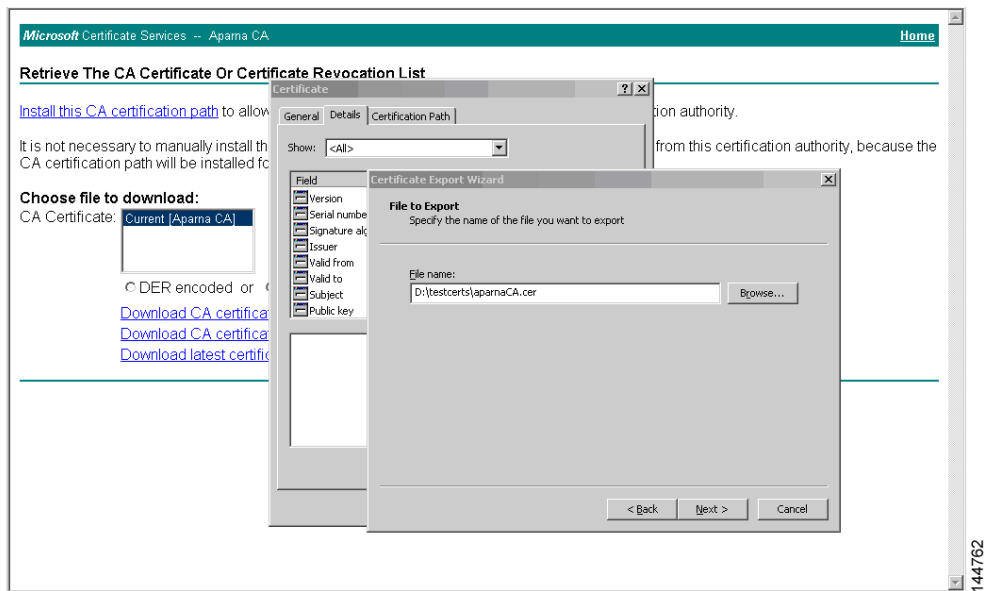 Microsoft Certificate Services -- Aparna CA Home
Retrieve The CA Certificate Or Certificate Revocation List
Install this CA certification path to allow
tion authority.
It is not necessary to manually install th
from this certification authority, because the
CA certification path will be installed fo
Choose file to download:
CA Certificate: Current [Aparna CA]
DER encoded or
Download CA certifica
Download CA certifica
Download latest certific
Certificate
General Details Certification Path
Show: <All>
Field
Version
Serial numbe
Signature alg
Issuer
Valid from
Valid to
Subject
Public key
Certificate Export Wizard
File to Export
Specify the name of the file you want to export
File name:
D:\testcerts\aparnaCA.cer Browse...
< Back Next > Cancel
144762